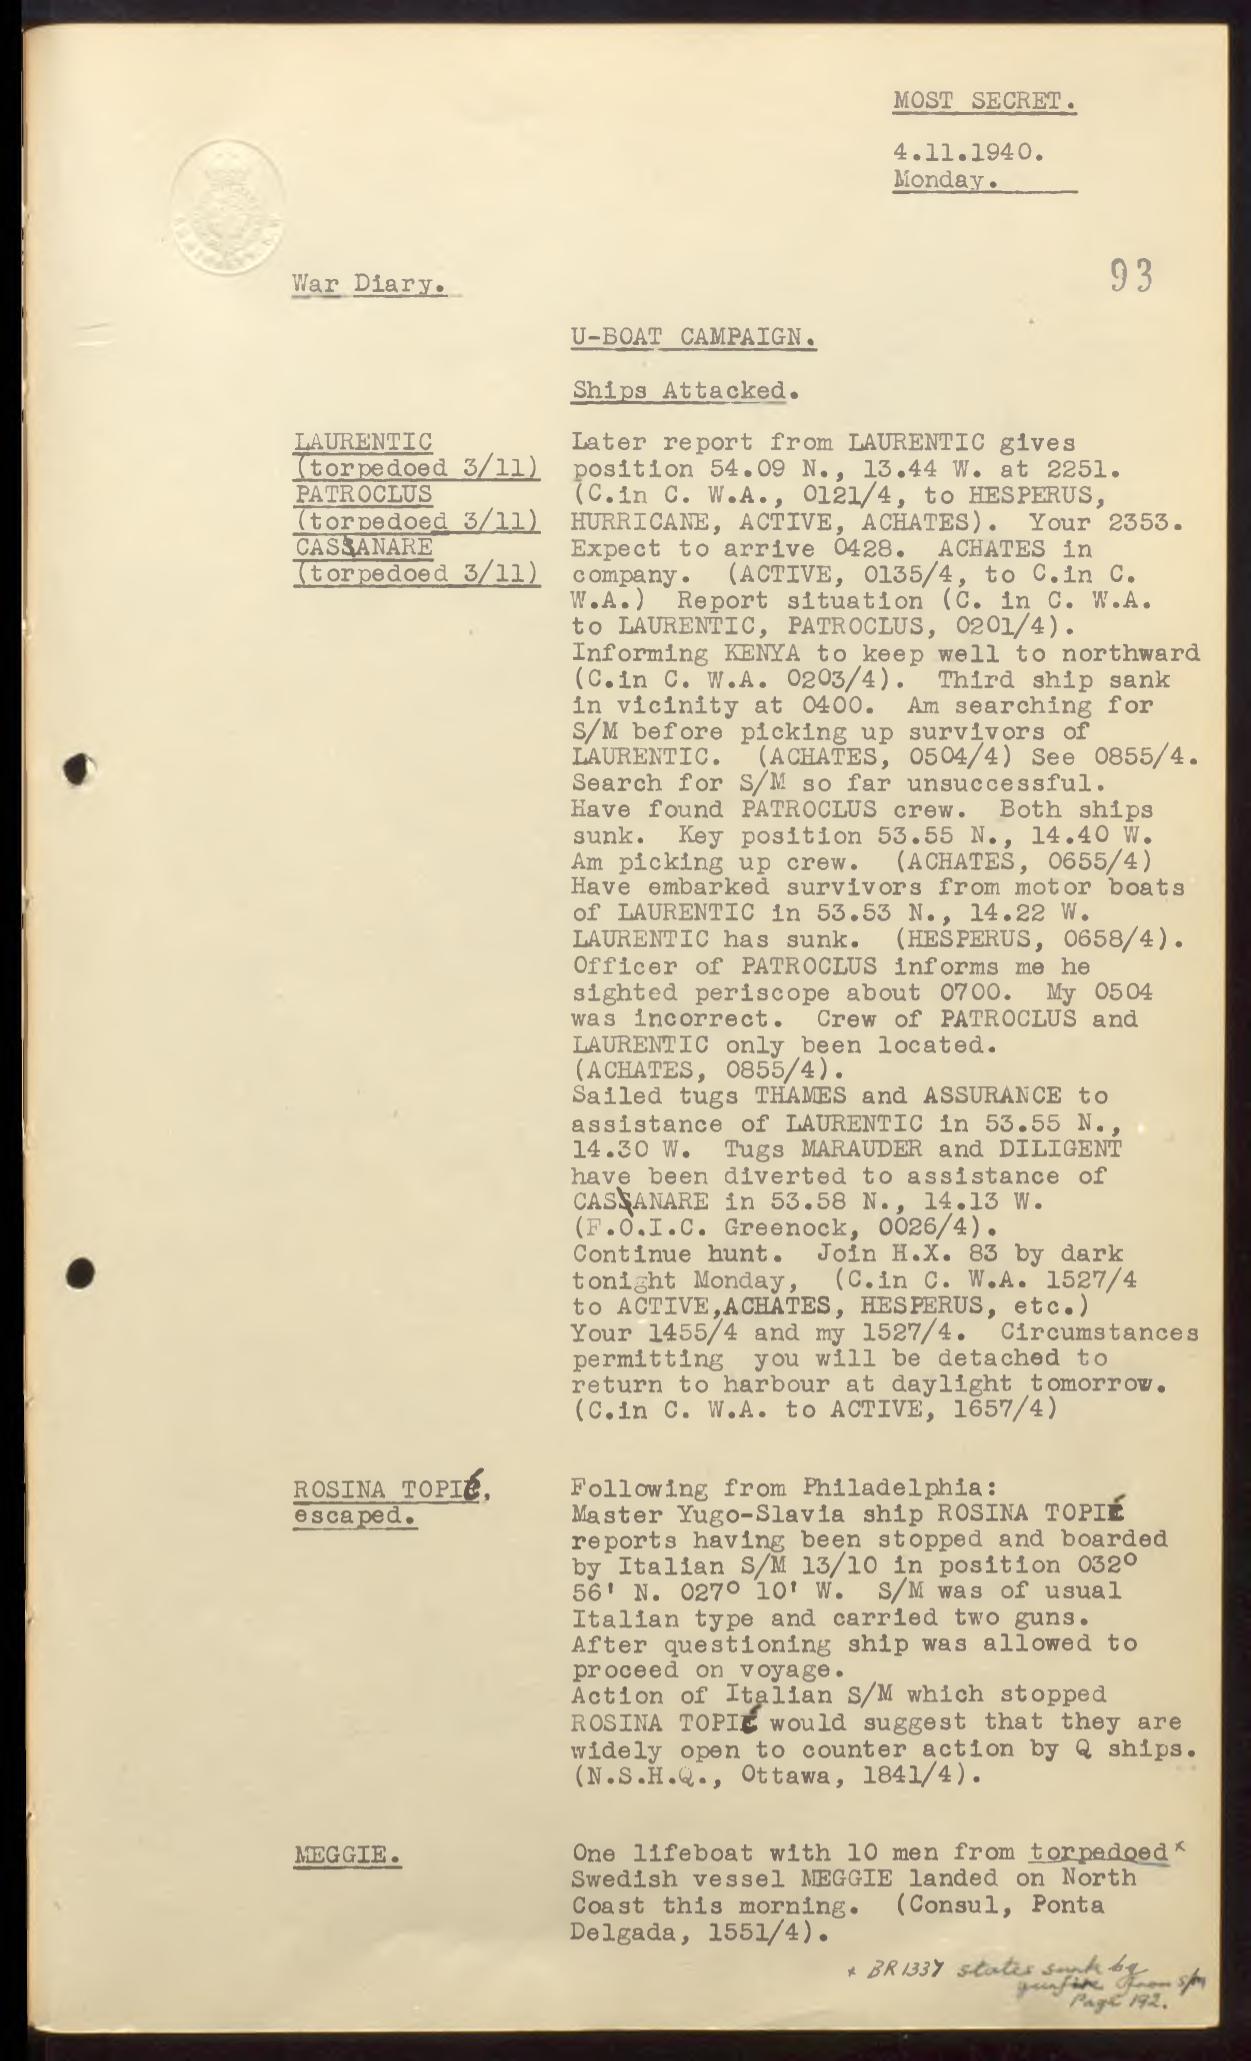 MOST SECRET.
4.11.1940.
Monday.
War Diary.
93
U-BOAT CAMPAIGN.
Ships Attacked.
LAURENTIC
(torpedoed 3/11)
PATROCLUS
(torpedoed 3/11)
CASANARE
(torpedoed 3/11)
Later report from LAURENTIC gives
position 54.09 N., 13.44 W. at 2251.
(C.in C. W.A., 0121/4, to HESPERUS,
HURRICANE, ACTIVE, ACHATES).  Your 2353.
Expect to arrive 0428.  ACHATES in
company.  (ACTIVE, 0135/4, to C.in C.
W.A.)  Report situation (C. in C. W.A.
to LAURENTIC, PATROCLUS, 0201/4).
Informing KENYA to keep well to northward
(C.in C. W.A. 0203/4).  Third ship sank
in vicinity at 0400.  Am searching for
S/M before picking up survivors of
LAURENTIC.  (ACHATES, 0504/4) See 0855/4.
Search for S/M so far unsuccessful.
Have found PATROCLUS crew.  Both ships
sunk.  Key position 53.55 N., 14.40 W.
Am picking up crew.  (ACHATES, 0655/4)
Have embarked survivors from motor boats
of LAURENTIC in 53.53 N., 14.22 W.
LAURENTIC has sunk.  (HESPERUS, 0658/4).
Officer of PATROCLUS informs me he
sighted periscope about 0700.  My 0504
was incorrect.  Crew of PATROCLUS and
LAURENTIC only been located.
(ACHATES, 0855/4).
Sailed tugs THAMES and ASSURANCE to
assistance of LAURENTIC in 53.55 N.,
14.30 W.  Tugs MARAUDER and DILIGENT
have been diverted to assistance of
CASANARE in 53.58 N., 14.13 W.
(F.O.I.C. Greenock, 0026/4).
Continue hunt.  Join H.X. 83 by dark
tonight Monday,  (C.in C. W.A. 1527/4
to ACTIVE,ACHATES, HESPERUS, etc.)
Your 1455/4 and my 1527/4.  Circumstances
permitting  you will be detached to
return to harbour at daylight tomorrow.
(C.in C. W.A. to ACTIVE, 1657/4)
ROSINA TOPIĆ,
escaped.
Following from Philadelphia:
Master Yugo-Slavia ship ROSINA TOPIĆ
reports having been stopped and boarded
by Italian S/M 13/10 in position 032°
56' N. 027° 10' W.  S/M was of usual
Italian type and carried two guns.
After questioning ship was allowed to
proceed on voyage.
Action of Italian S/M which stopped
ROSINA TOPIĆ would suggest that they are
widely open to counter action by Q ships.
(N.S.H.Q., Ottawa, 1841/4).
MEGGIE.
One lifeboat with 10 men from torpedoed*
Swedish vessel MEGGIE landed on North
Coast this morning.  (Consul, Ponta
Delgada, 1551/4).
* BR 1337 states sunk by
gunfire from S/M
Page 192.